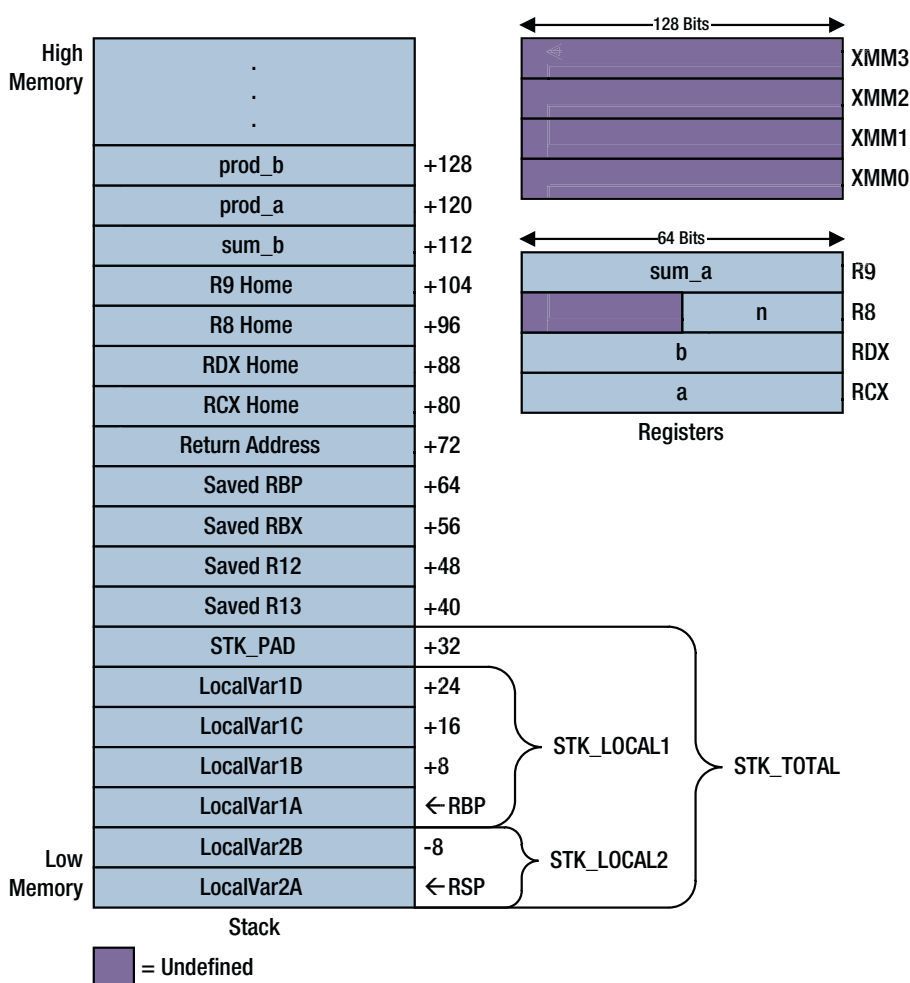 High
Memory
.
.
.
prod_b +128
prod_a +120
sum_b +112
R9 Home +104
R8 Home +96
RDX Home +88
RCX Home +80
Return Address +72
Saved RBP +64
Saved RBX +56
Saved R12 +48
Saved R13 +40
STK_PAD +32
LocalVar1D +24
LocalVar1C +16
LocalVar1B +8
LocalVar1A ←RBP
LocalVar2B -8
LocalVar2A ←RSP
Low
Memory
Stack
STK_LOCAL1
STK_LOCAL2
STK_TOTAL
128 Bits
XMM3
XMM2
XMM1
XMM0
64 Bits
sum_a R9
n R8
b RDX
a RCX
Registers
= Undefined